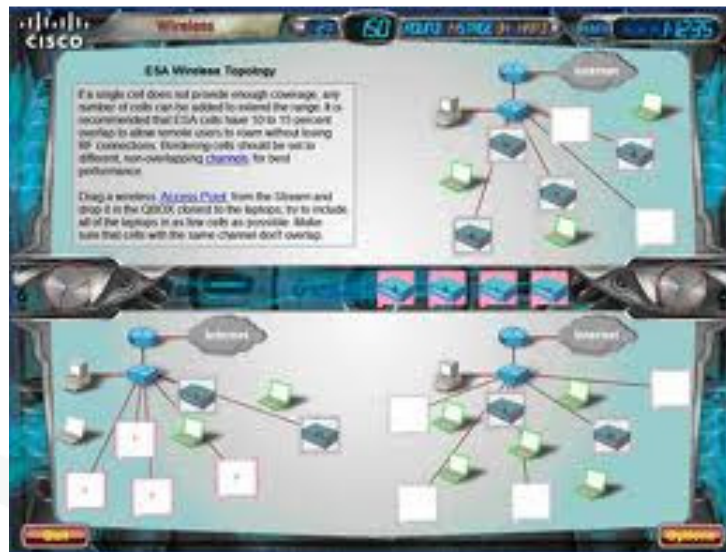 CISCO
Wireless
150
ESA Wireless Topology
If a single cell does not provide enough coverage, any
number of cells can be added to extend the range. It is
recommended that ESA cells have 10 to 15 percent
overlap to allow remote users to roam without losing
RF connections. Bordering cells should be set to
different, non-overlapping channels, for best
performance.
Drag a wireless Access Point from the Stream and
drop it in the QBOX closest to the laptops, try to include
all of the laptops in as few cells as possible. Make
sure that cells with the same channel don't overlap.
Internet
Internet
Internet
Quit
Options